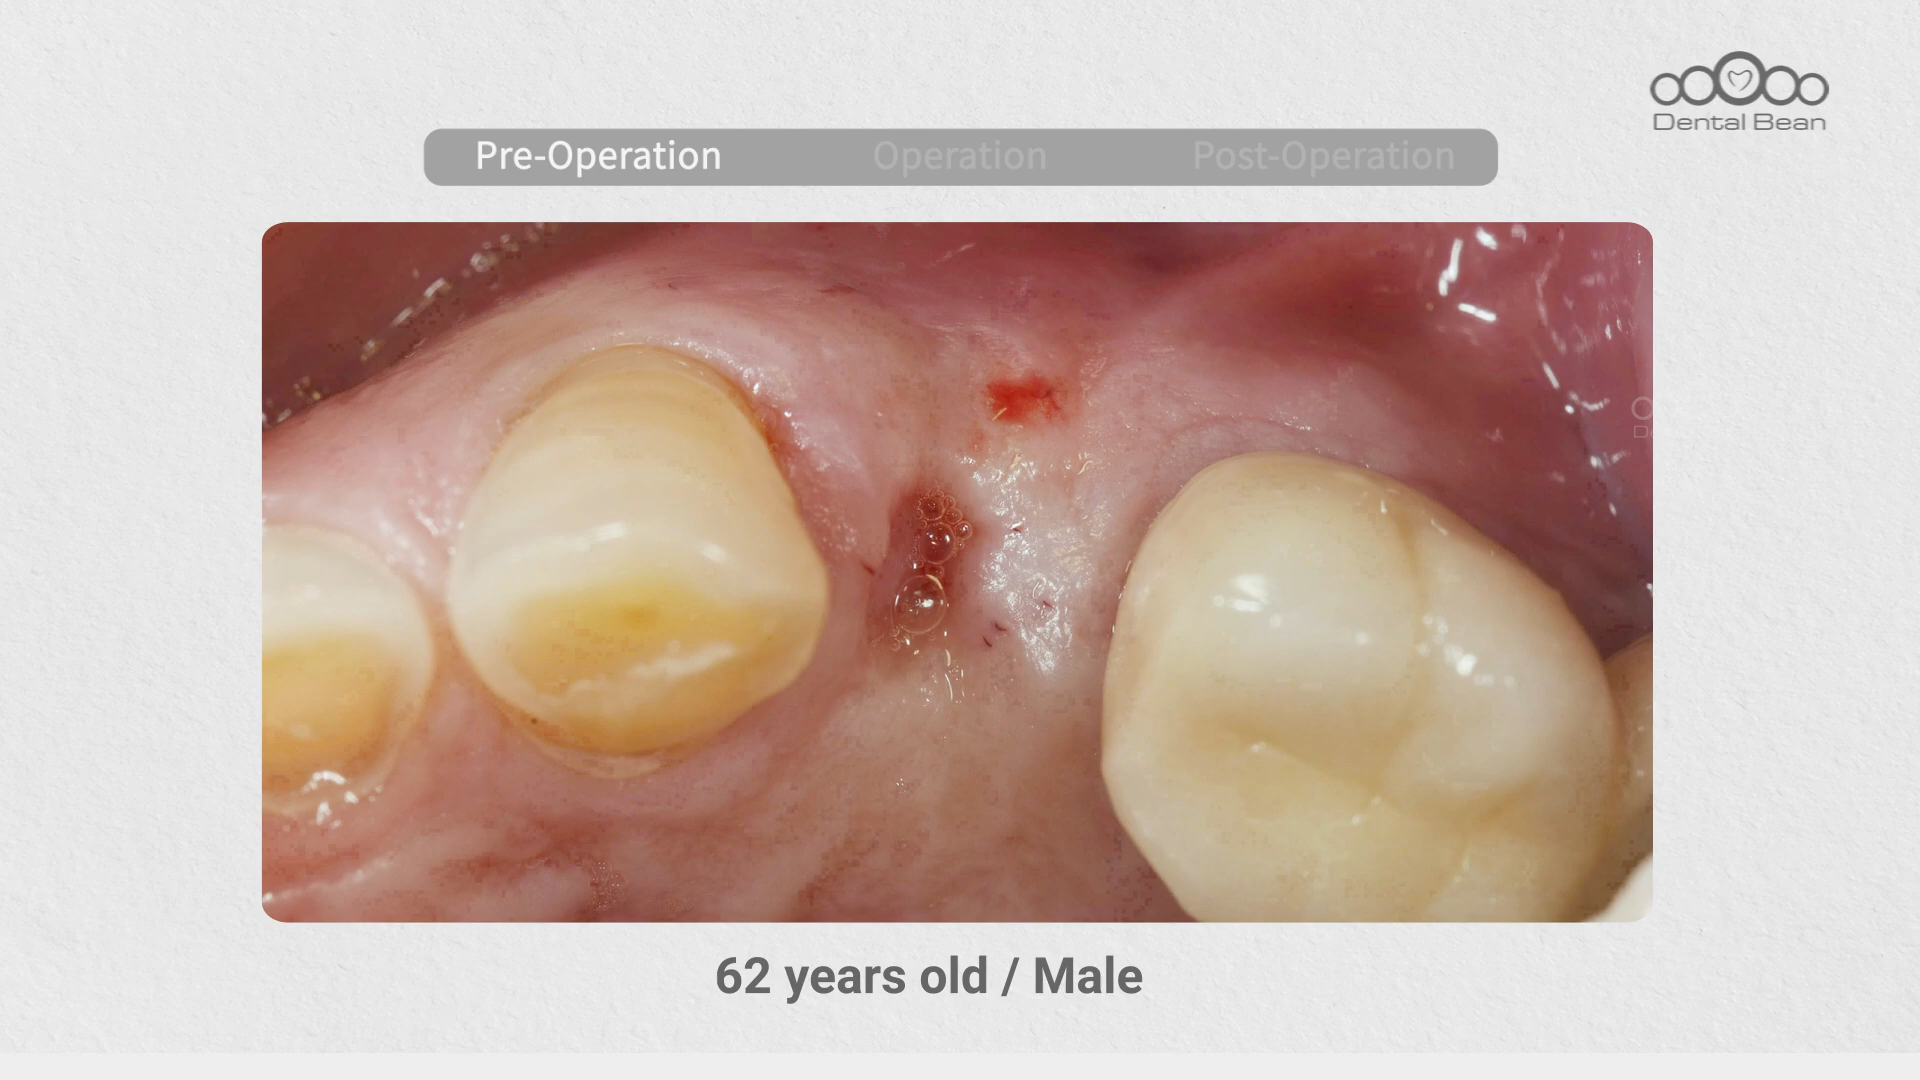 Dental Bean
Pre-Operation Operation Post-Operation
62 years old / Male